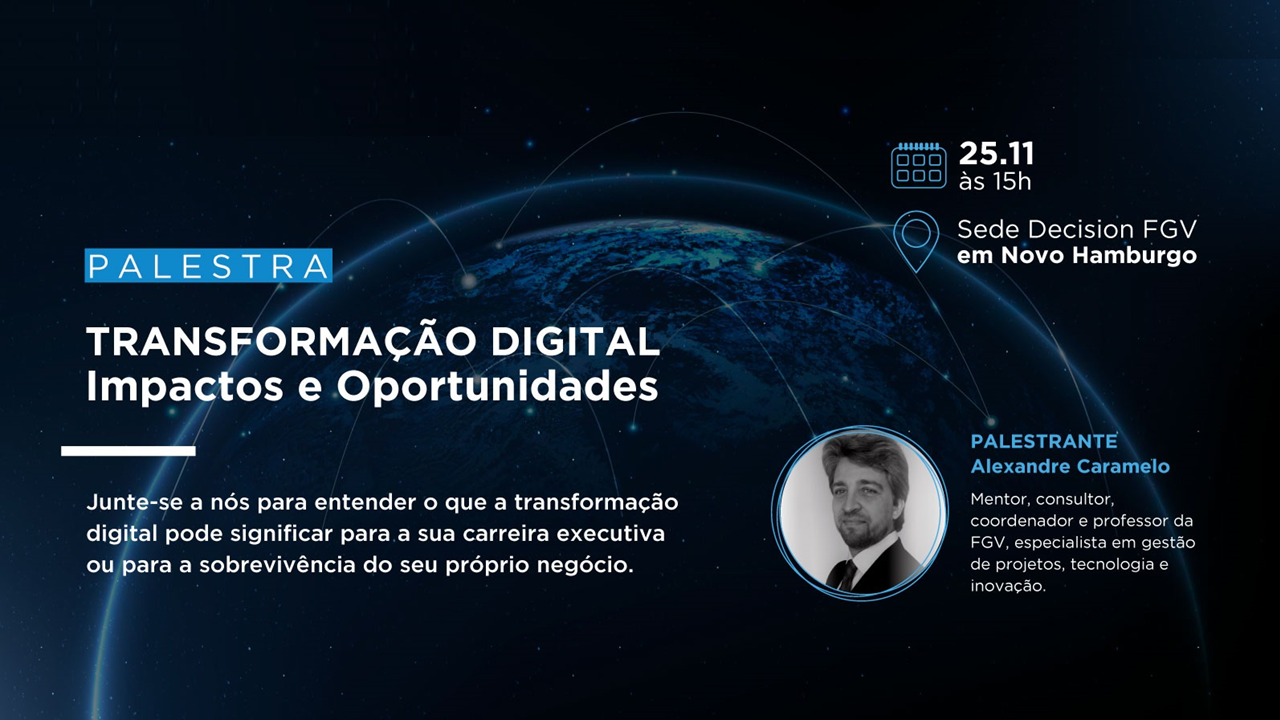 PALESTRA
TRANSFORMAÇÃO DIGITAL
Impactos e Oportunidades
Junte-se a nós para entender o que a transformação
digital pode significar para a sua carreira executiva
ou para a sobrevivência do seu próprio negócio.
25.11
às 15h
Sede Decision FGV
em Novo Hamburgo
PALESTRANTE
Alexandre Caramelo
Mentor, consultor,
coordenador e professor da
FGV, especialista em gestão
de projetos, tecnologia e
inovação.